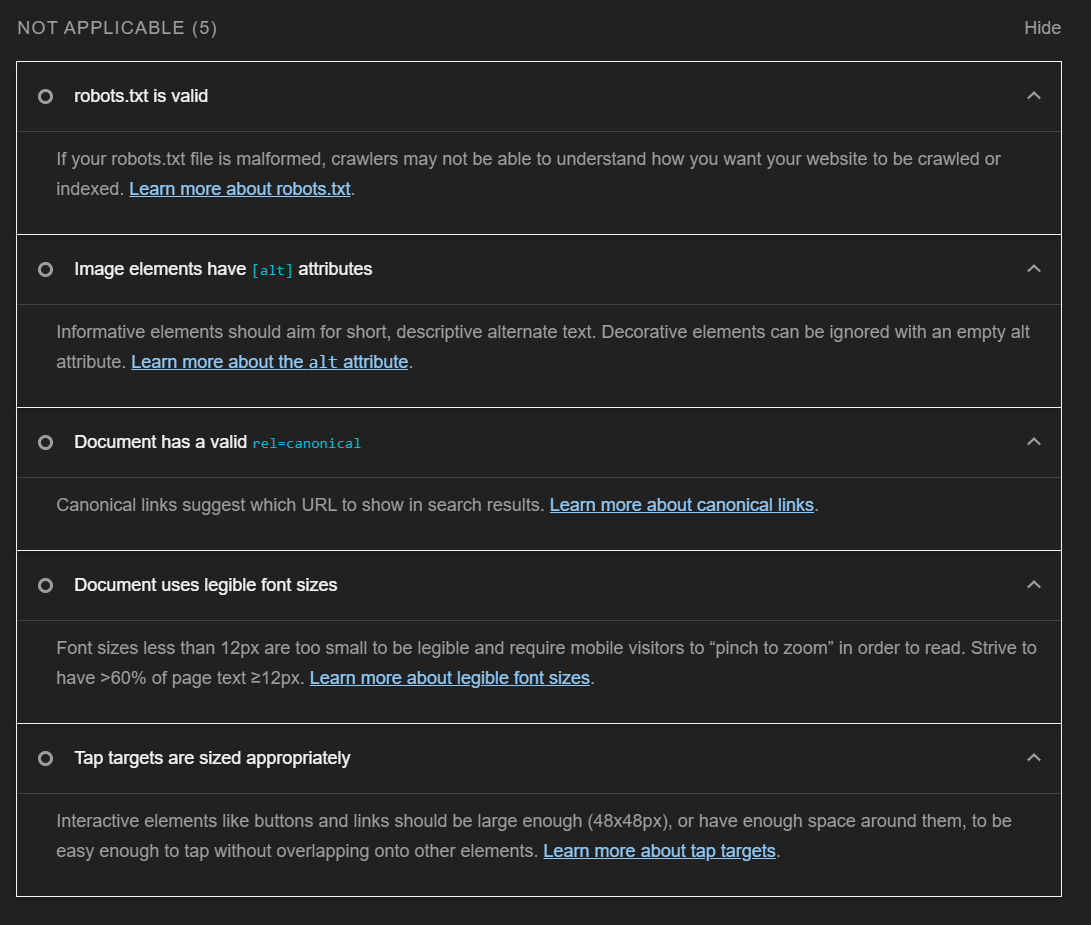 NOT APPLICABLE (5)
Hide
robots.txt is valid
If your robots.txt file is malformed, crawlers may not be able to understand how you want your website to be crawled or
indexed. Learn more about robots.txt.
Image elements have [alt] attributes
Informative elements should aim for short, descriptive alternate text. Decorative elements can be ignored with an empty alt
attribute. Learn more about the alt attribute.
Document has a valid rel=canonical
Canonical links suggest which URL to show in search results. Learn more about canonical links.
Document uses legible font sizes
Font sizes less than 12px are too small to be legible and require mobile visitors to “pinch to zoom” in order to read. Strive to
have >60% of page text ≥12px. Learn more about legible font sizes.
Tap targets are sized appropriately
Interactive elements like buttons and links should be large enough (48x48px), or have enough space around them, to be
easy enough to tap without overlapping onto other elements. Learn more about tap targets.